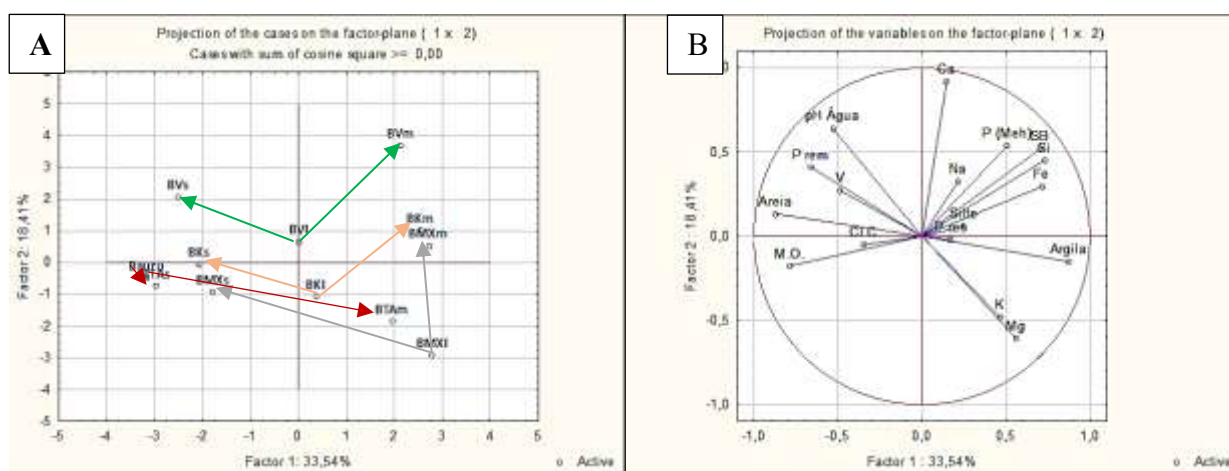 A
Projection of the cases on the factor-plane ( 1 x 2)
Cases with sum of cosine square >= 0,00
5
4
3
2
1
0
-1
-2
-3
-4
-5
Factor 2: 18,41%
BVm
BVs
BVI
BKm
BMXm
BKs
BMXs
BKI
BTAm
BMXI
-5 -4 -3 -2 -1 0 1 2 3 4 5
Factor 1: 33,54%
Active
B
Projection of the variables on the factor-plane ( 1 x 2)
0,5
0,0
-0,5
-1,0
Factor 2 : 18,41%
Ca
pH Água
P (Meh)
SB
Si
P rem
Fe
Na
V
Areia
Silte
CTC
Argila
M.O.
K
Mg
-1,0 -0,5 0,0 0,5 1,0
Factor 1 : 33,54%
Active